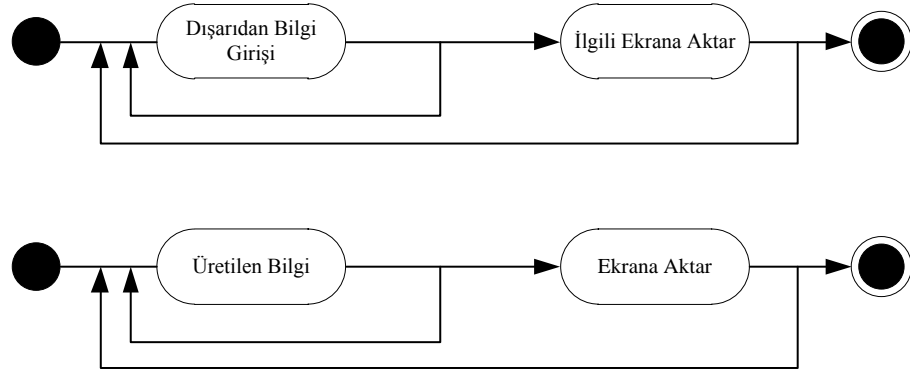 Dışarıdan Bilgi
Girişi
İlgili Ekrana Aktar
Üretilen Bilgi
Ekrana Aktar